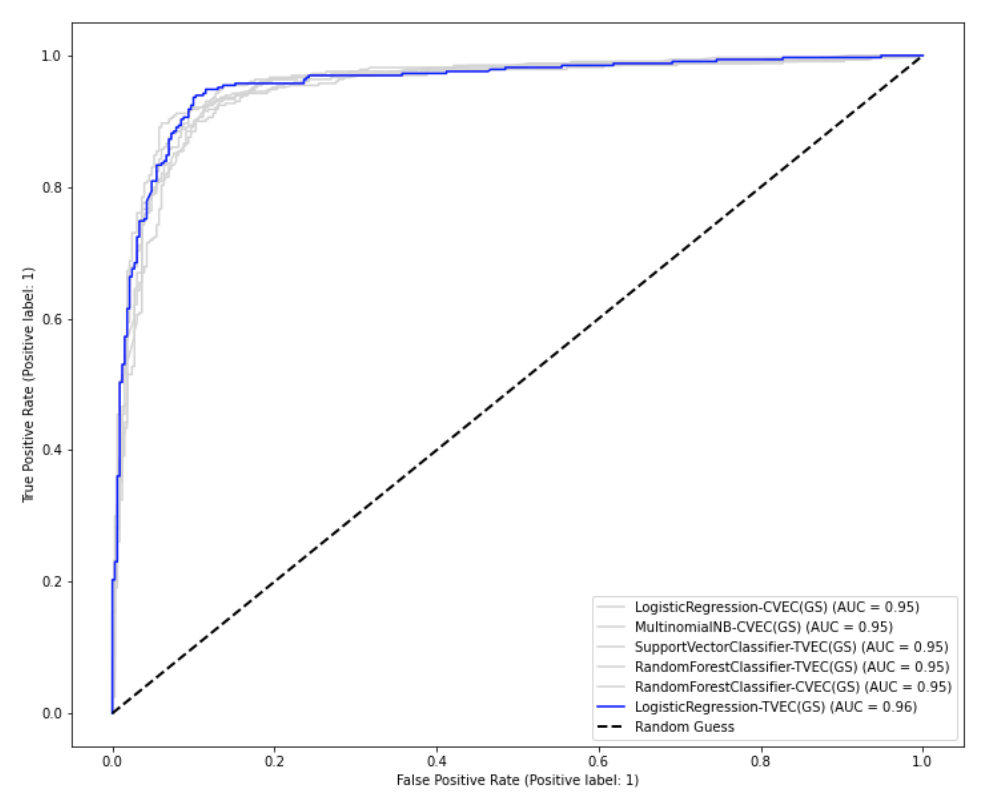 1.0
0.8
0.6
0.4
0.2
0.0
True Positive Rate (Positive label: 1)
LogisticRegression-CVEC(GS) (AUC = 0.95)
MultinomialNB-CVEC(GS) (AUC = 0.95)
SupportVectorClassifier-TVEC(GS) (AUC = 0.95)
RandomForestClassifier-TVEC(GS) (AUC = 0.95)
RandomForestClassifier-CVEC(GS) (AUC = 0.95)
LogisticRegression-TVEC(GS) (AUC = 0.96)
Random Guess
0.0 0.2 0.4 0.6 0.8 1.0
False Positive Rate (Positive label: 1)